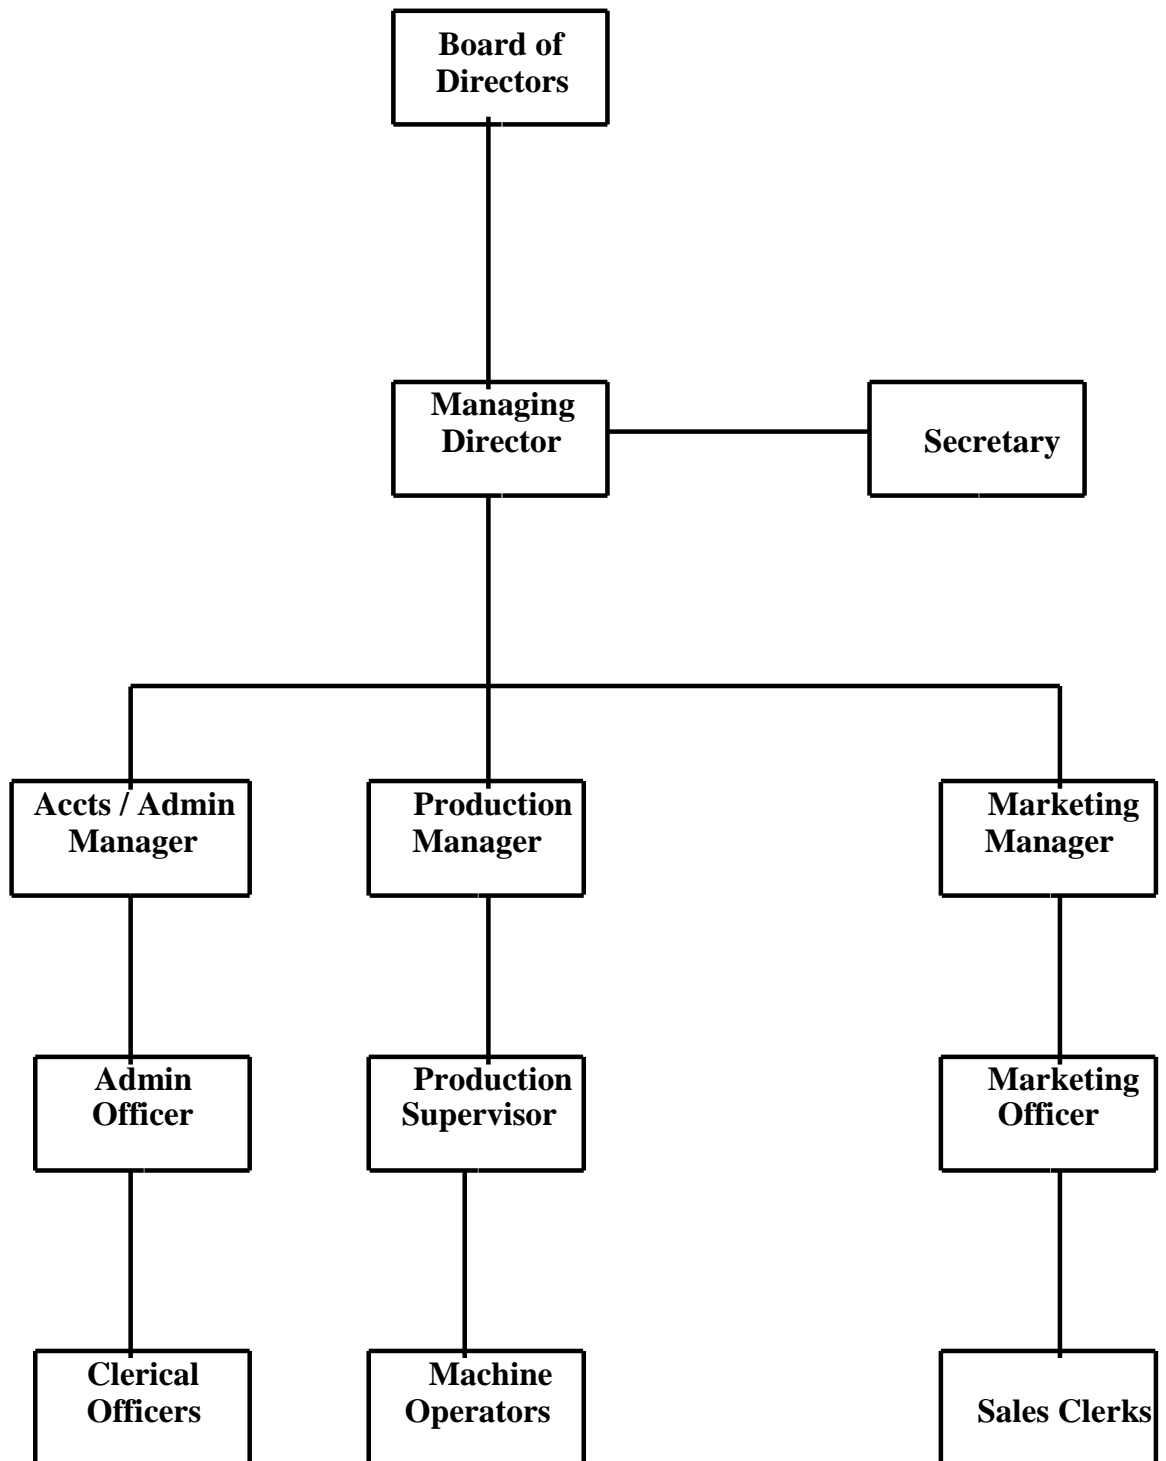 Board of
Directors
Managing
Director
Secretary
Accts / Admin
Manager
Production
Manager
Marketing
Manager
Admin
Officer
Production
Supervisor
Marketing
Officer
Clerical
Officers
Machine
Operators
Sales Clerks